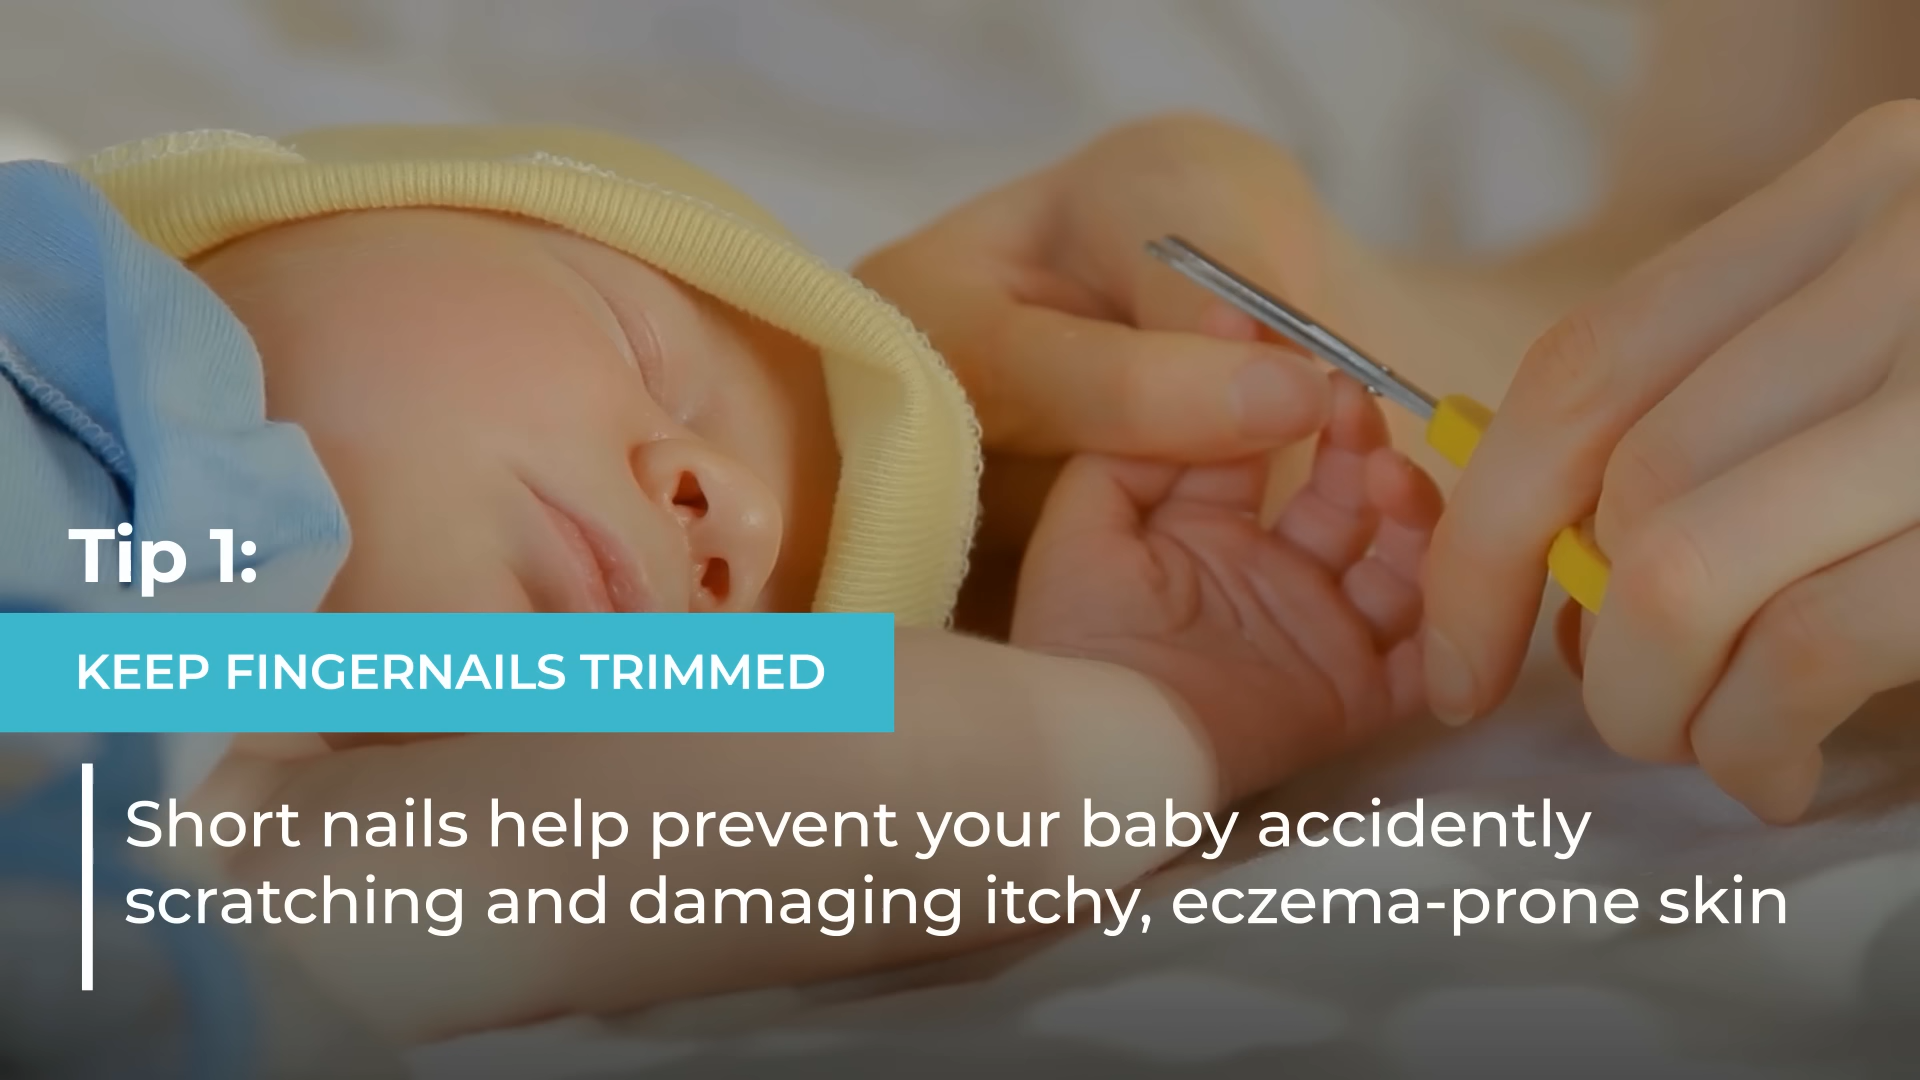 Tip 1:
KEEP FINGERNAILS TRIMMED
Short nails help prevent your baby accidently
scratching and damaging itchy, eczema-prone skin